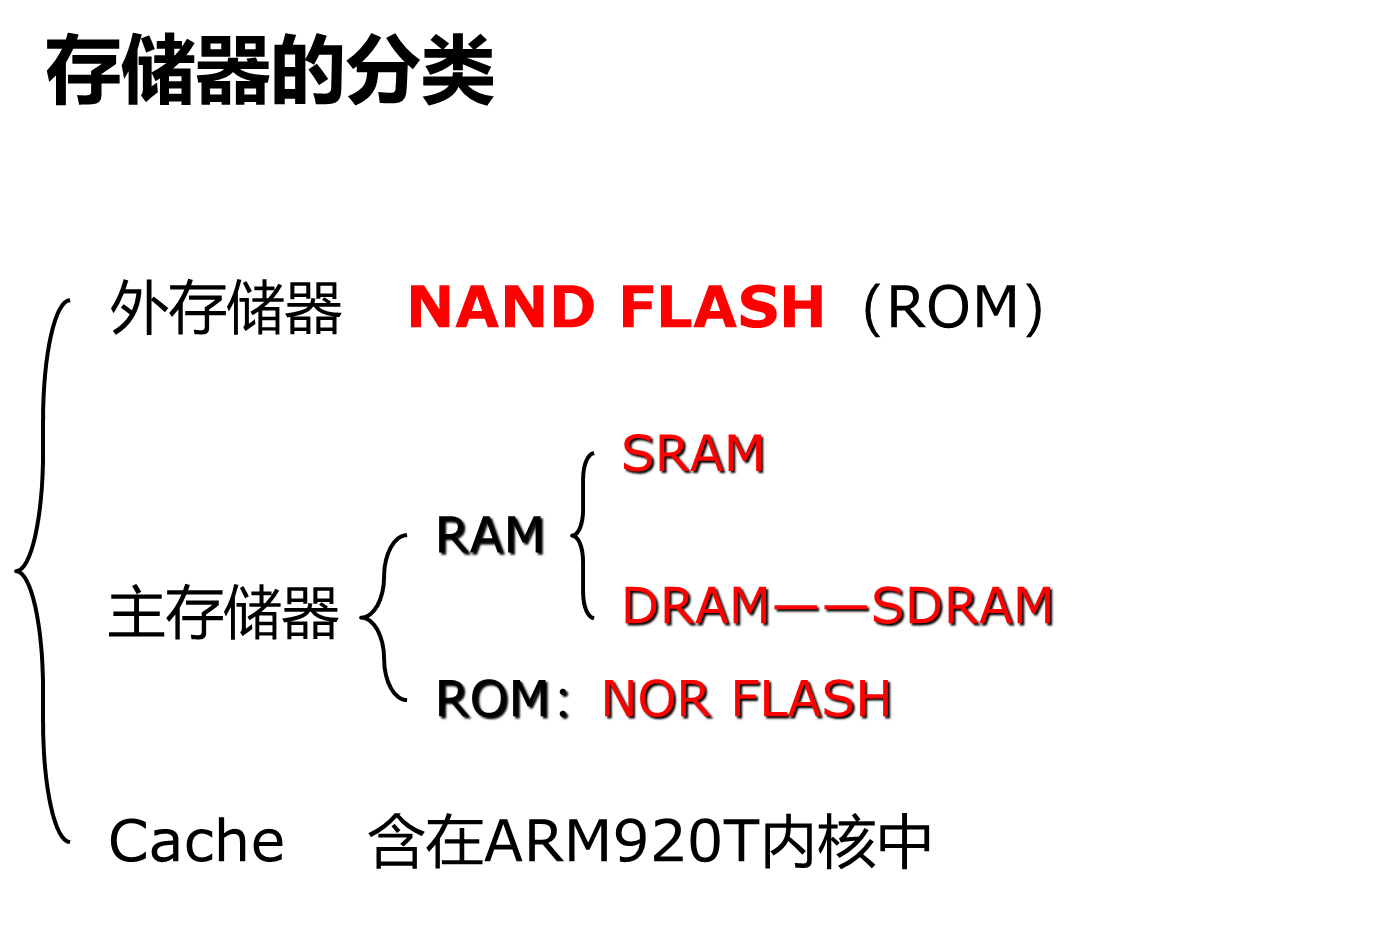 存储器的分类
外存储器 NAND FLASH（ROM）
SRAM
RAM
DRAM——SDRAM
主存储器
ROM：NOR FLASH
Cache 含在ARM920T内核中